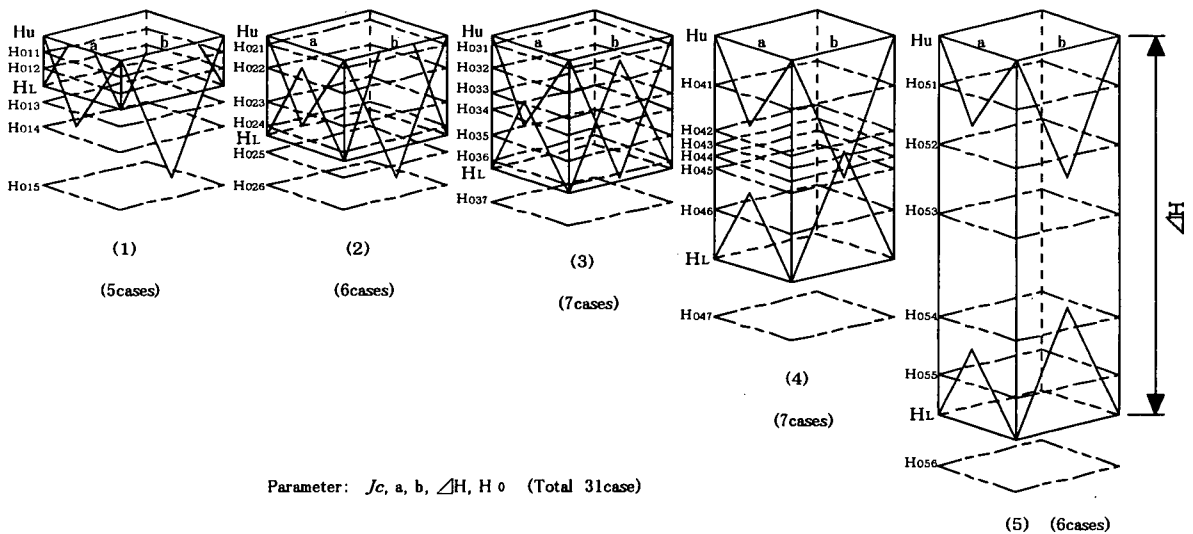 Hu
H011
H012
HL
H013
H014
H015
a
b
(1)
(5cases)
Hu
H021
H022
H023
H024
HL
H025
H026
a
b
(2)
(6cases)
Hu
H031
H032
H033
H034
H035
H036
HL
H037
a
b
(3)
(7cases)
Hu
H041
H042
H043
H044
H045
H046
HL
H047
a
b
(4)
(7cases)
Hu
H051
H052
H053
H054
H055
HL
H056
a
b
⊿H
(5) (6cases)
Parameter: Jc, a, b, ⊿H, H0 (Total 31case)